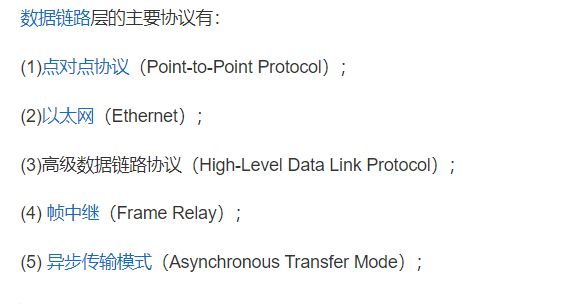 数据链路层的主要协议有：
(1)点对点协议（Point-to-Point Protocol）;
(2)以太网（Ethernet）;
(3)高级数据链路协议（High-Level Data Link Protocol）;
(4) 帧中继（Frame Relay）;
(5) 异步传输模式（Asynchronous Transfer Mode）;